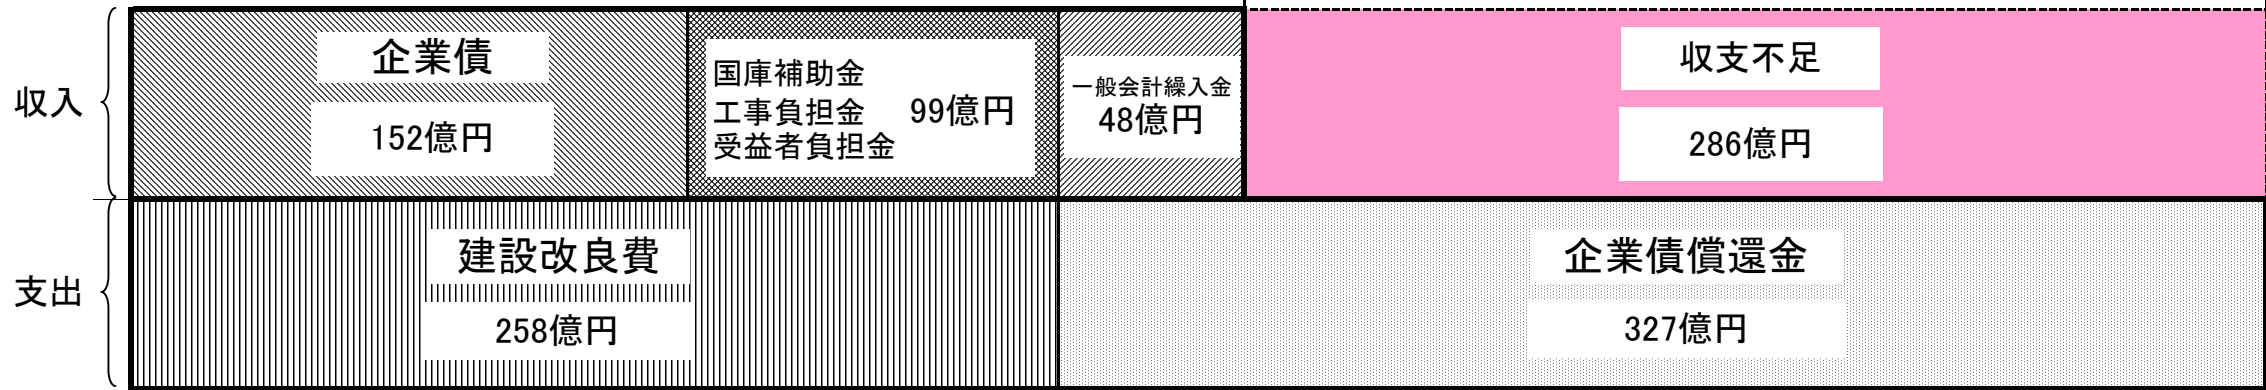 収入
企業債
152億円
国庫補助金
工事負担金
受益者負担金
99億円
一般会計繰入金
48億円
収支不足
286億円
支出
建設改良費
258億円
企業債償還金
327億円